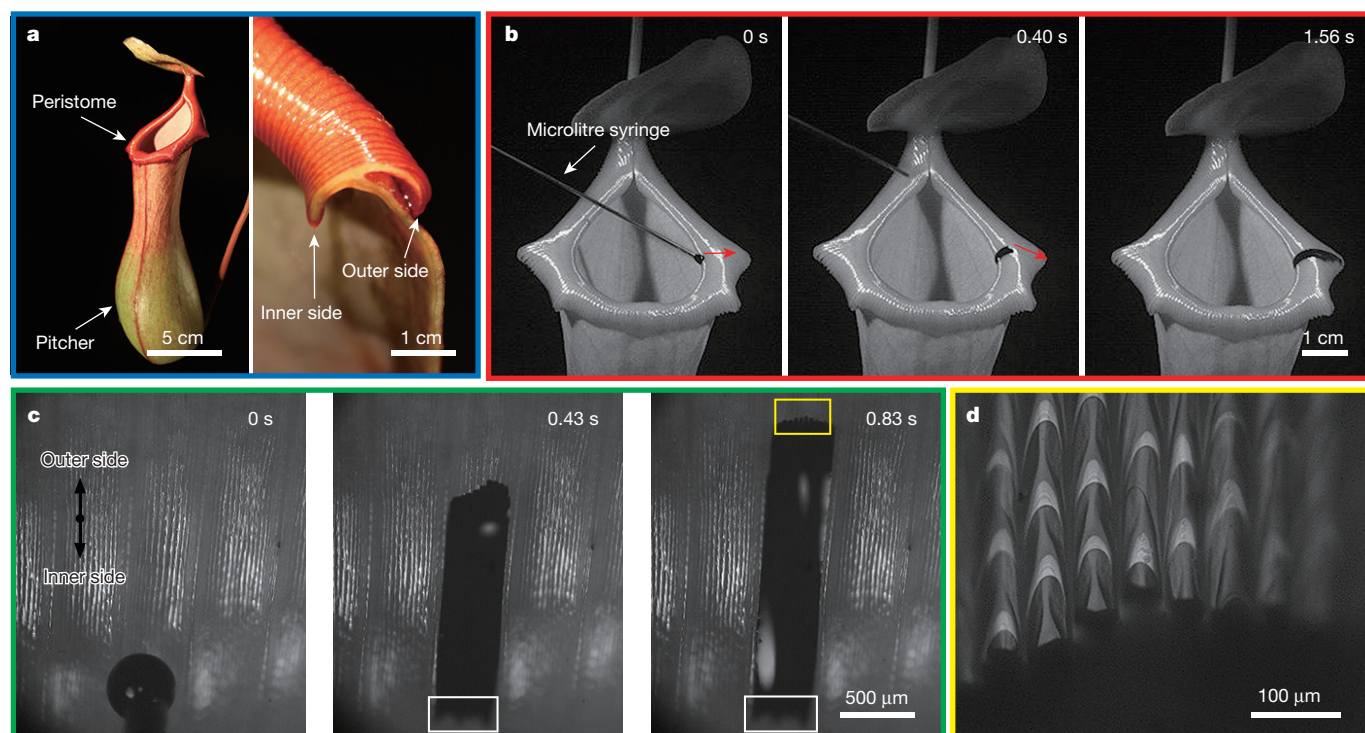 a
Peristome
Pitcher
5 cm
Inner side
Outer side
1 cm
b
0 s
Microlitre syringe
0.40 s
1.56 s
1 cm
c
0 s
Outer side
Inner side
0.43 s
0.83 s
500 μm
d
100 μm